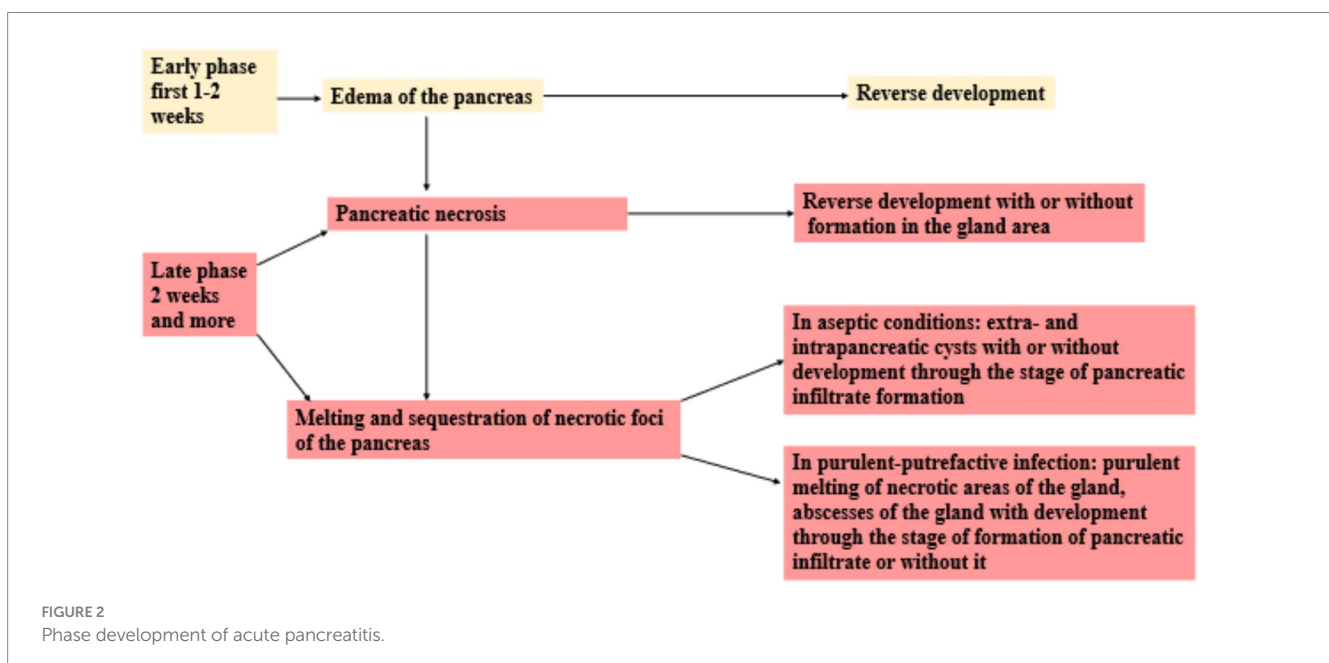 Early phase
first 1-2
weeks
Edema of the pancreas
Reverse development
Pancreatic necrosis
Reverse development with or without
formation in the gland area
Late phase
2 weeks
and more
In aseptic conditions: extra- and
intrapancreatic cysts with or without
development through the stage of pancreatic
infiltrate formation
Melting and sequestration of necrotic foci
of the pancreas
In purulent-putrefactive infection: purulent
melting of necrotic areas of the gland,
abscesses of the gland with development
through the stage of formation of pancreatic
infiltrate or without it
FIGURE 2
Phase development of acute pancreatitis.